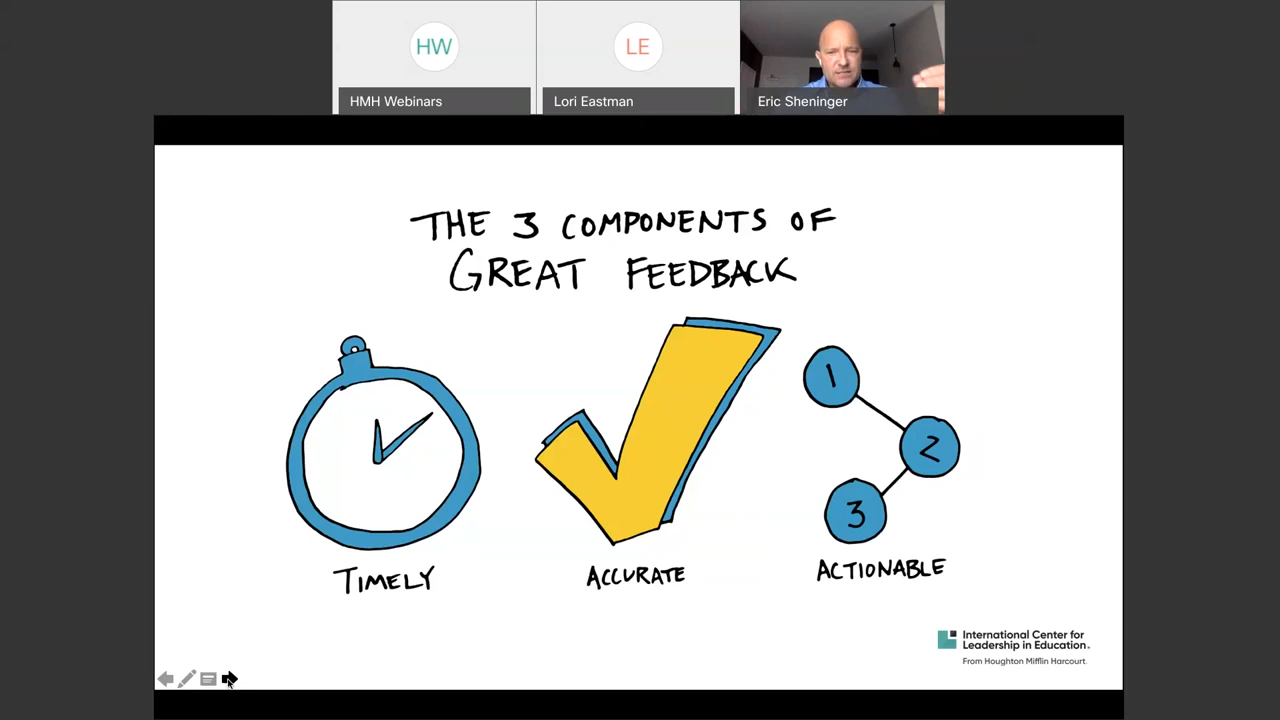 HW
LE
HMH Webinars
Lori Eastman
Eric Sheninger
THE 3 COMPONENTS OF
GREAT FEEDBACK
1
2
3
TIMELY
ACCURATE
ACTIONABLE
International Center for
Leadership in Education.
From Houghton Mifflin Harcourt.